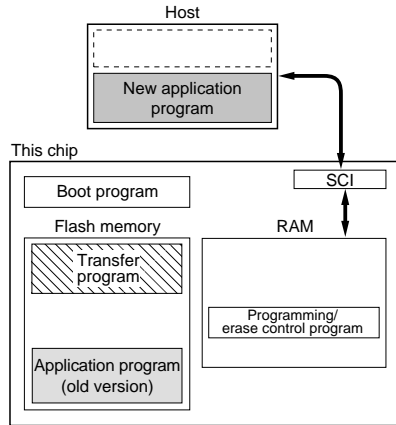 Host
New application
program
This chip
Boot program
SCI
Flash memory
RAM
Transfer
program
Programming/
erase control program
Application program
(old version)